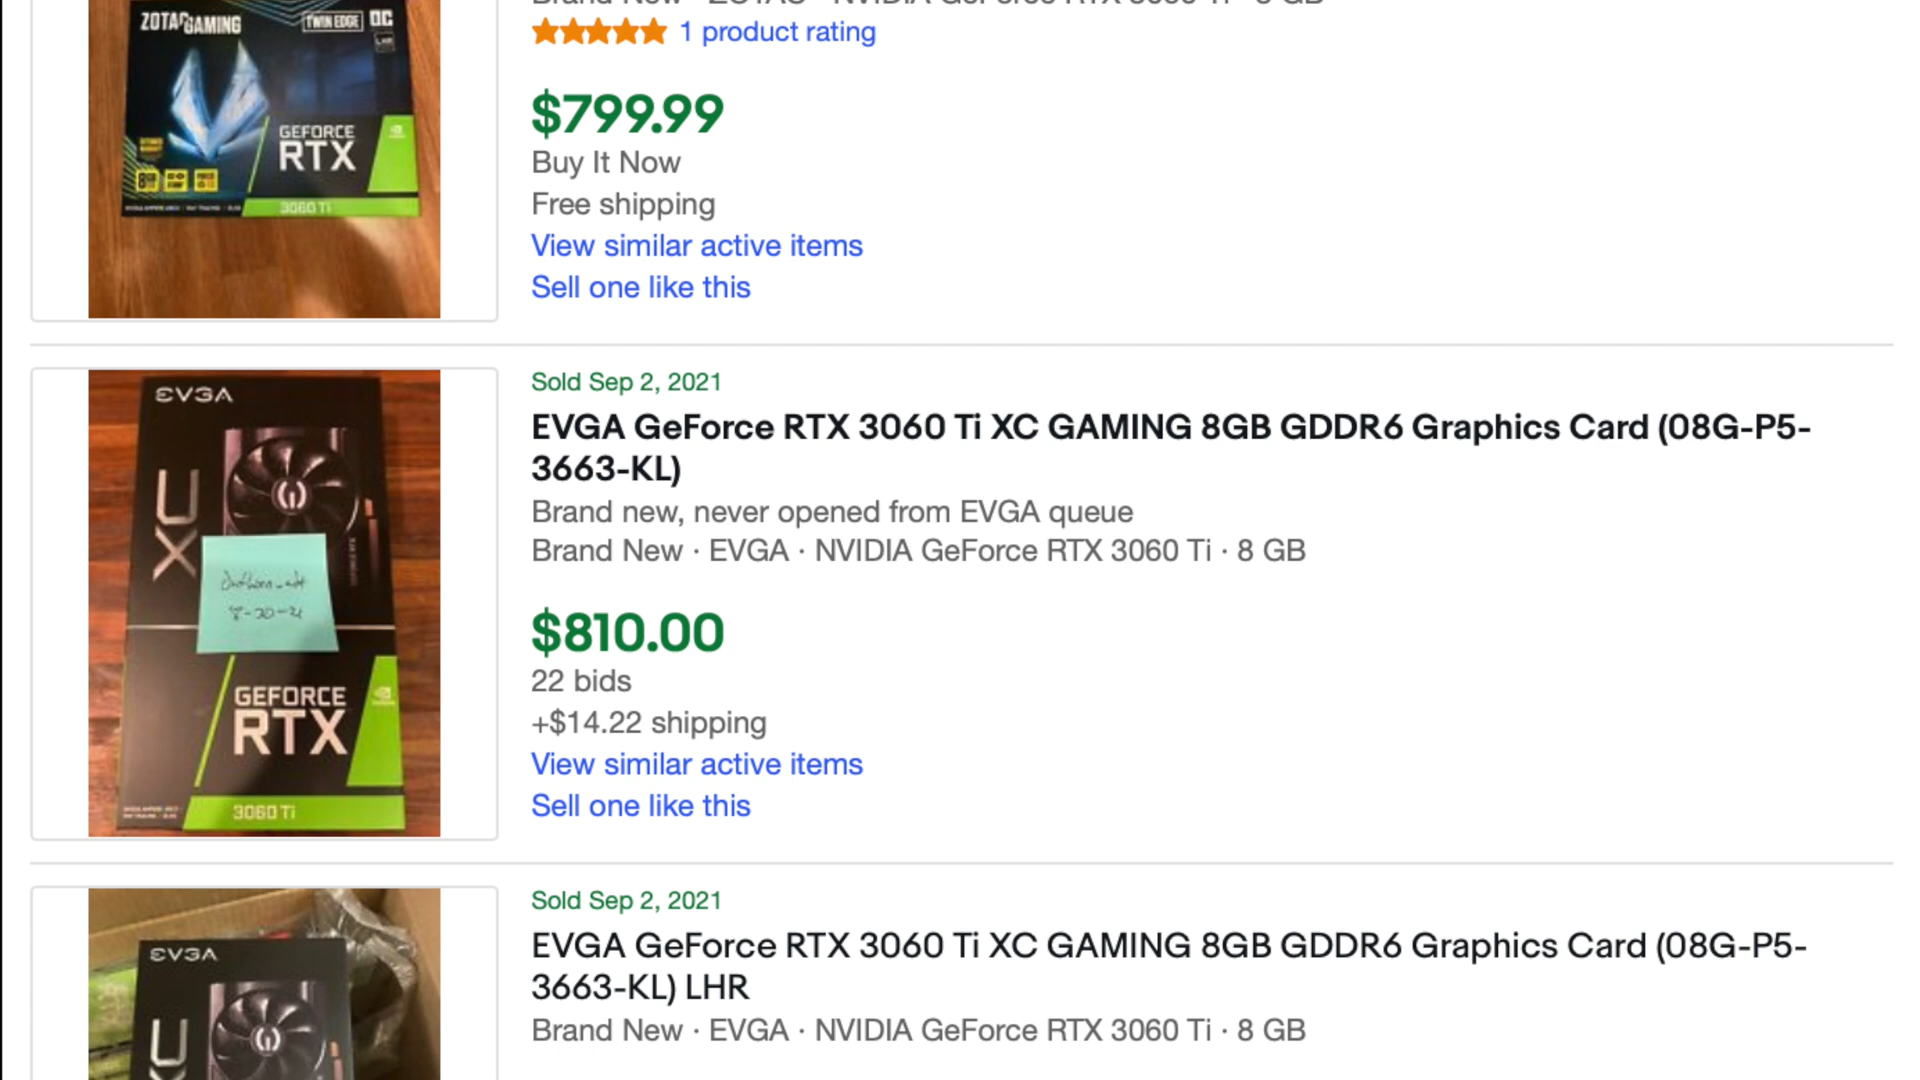 ZOTAC GAMING
TWIN EDGE OC
LHR
GEFORCE
RTX
8GB
3060 Ti
1 product rating
$799.99
Buy It Now
Free shipping
View similar active items
Sell one like this
EVGA
XC
8-30-21
GEFORCE
RTX
3060 Ti
Sold Sep 2, 2021
EVGA GeForce RTX 3060 Ti XC GAMING 8GB GDDR6 Graphics Card (08G-P5-
3663-KL)
Brand new, never opened from EVGA queue
Brand New · EVGA · NVIDIA GeForce RTX 3060 Ti · 8 GB
$810.00
22 bids
+$14.22 shipping
View similar active items
Sell one like this
EVGA
XC
Sold Sep 2, 2021
EVGA GeForce RTX 3060 Ti XC GAMING 8GB GDDR6 Graphics Card (08G-P5-
3663-KL) LHR
Brand New · EVGA · NVIDIA GeForce RTX 3060 Ti · 8 GB